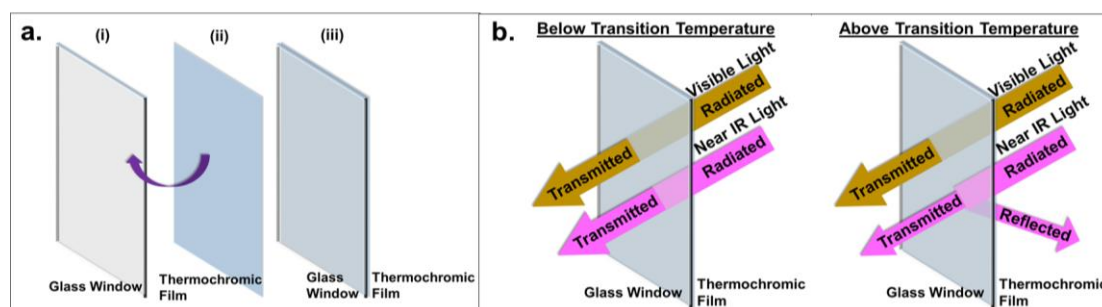 a.
(i)
(ii)
(iii)
Glass Window
Thermochromic
Film
Glass
Window
Thermochromic
Film
b.
Below Transition Temperature
Visible Light
Radiated
Near IR Light
Radiated
Transmitted
Transmitted
Glass Window
Thermochromic
Film
Above Transition Temperature
Visible Light
Radiated
Near IR Light
Radiated
Transmitted
Transmitted
Reflected
Glass Window
Thermochromic
Film